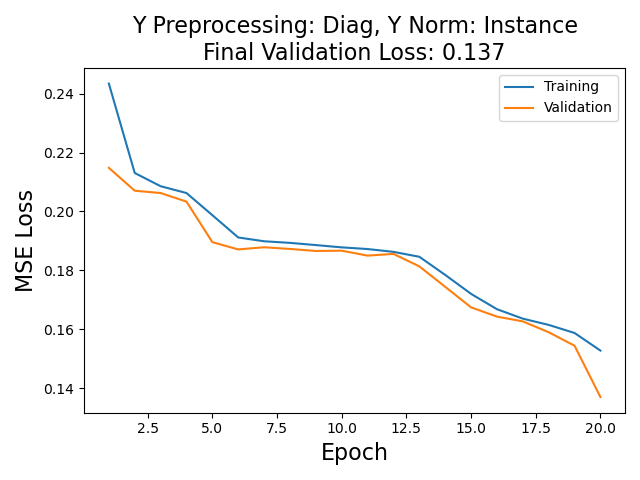 Y Preprocessing: Diag, Y Norm: Instance
Final Validation Loss: 0.137
Training
Validation
MSE Loss
0.24
0.22
0.20
0.18
0.16
0.14
2.5
5.0
7.5
10.0
12.5
15.0
17.5
20.0
Epoch